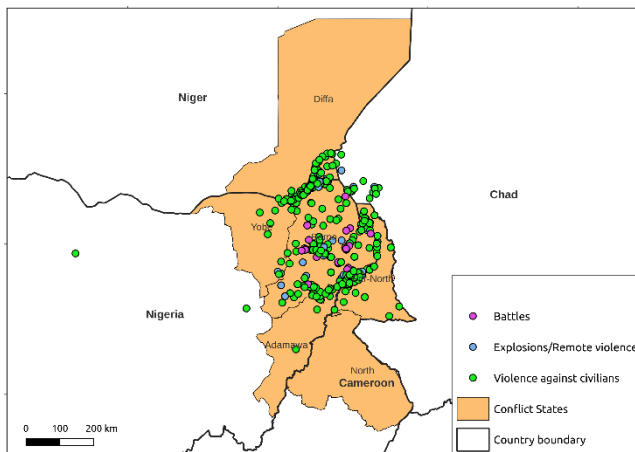 Niger
Diffa
Chad
Yobe
Nigeria
Adamawa
North
Cameroon
Battles
Explosions/Remote violence
Violence against civilians
Conflict States
Country boundary
0 100 200 km